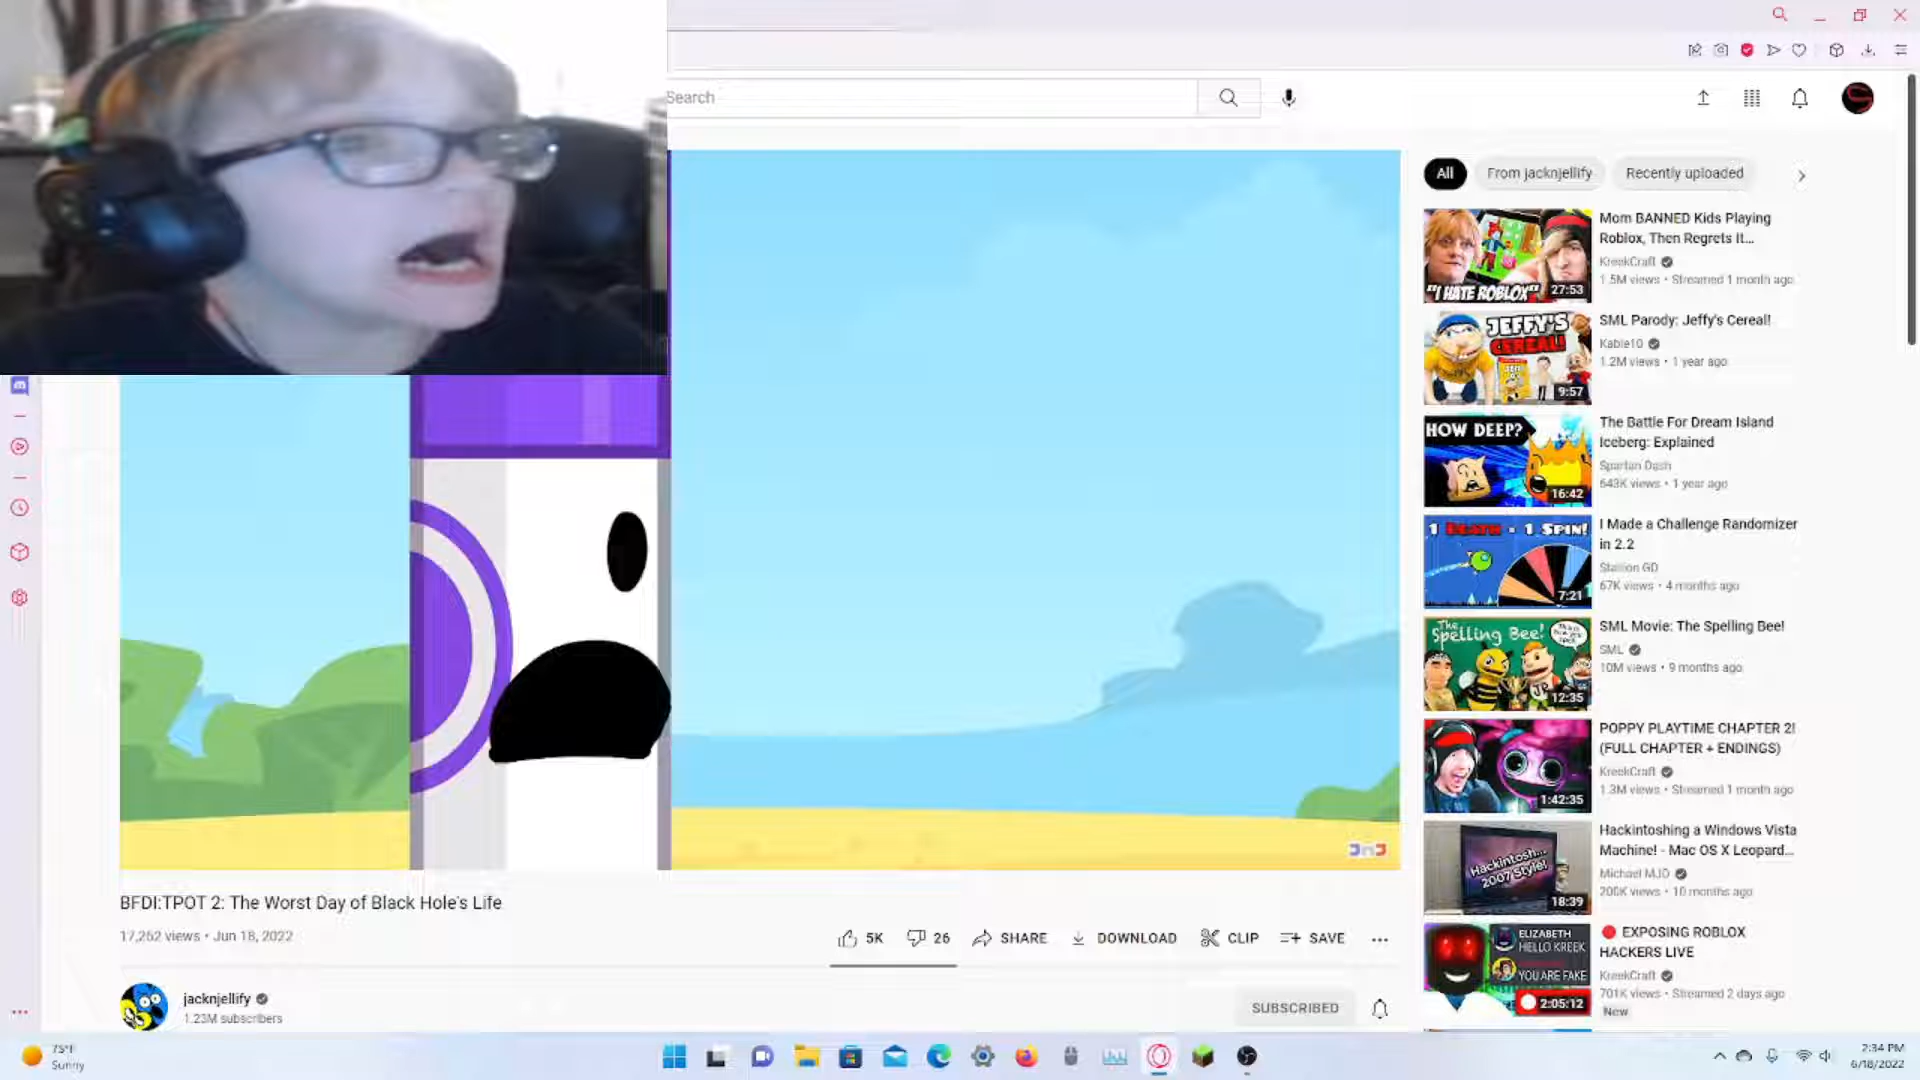 Search
All
From jacknjellify
Recently uploaded
Mom BANNED Kids Playing
Roblox, Then Regrets It...
KreekCraft
1.5M views • Streamed 1 month ago
"I HATE ROBLOX"
27:53
SML Parody: Jeffy's Cereal!
Kable10
1.2M views • 1 year ago
JEFFY'S
CEREAL!
9:57
The Battle For Dream Island
Iceberg: Explained
Spartan Dash
643K views • 1 year ago
HOW DEEP?
16:42
I Made a Challenge Randomizer
in 2.2
Stallion GD
67K views • 4 months ago
1 DEATH = 1 SPIN!
7:21
SML Movie: The Spelling Bee!
SML
10M views • 9 months ago
The
Spelling Bee!
12:35
POPPY PLAYTIME CHAPTER 2!
(FULL CHAPTER + ENDINGS)
KreekCraft
1.3M views • Streamed 1 month ago
1:42:35
Hackintoshing a Windows Vista
Machine! - Mac OS X Leopard...
Michael MJD
200K views • 10 months ago
Hackintosh...
2007 Style!
18:39
EXPOSING ROBLOX
HACKERS LIVE
KreekCraft
701K views • Streamed 2 days ago
New
ELIZABETH
HELLO KREEK
YOU ARE FAKE
2:05:12
BFDI:TPOT 2: The Worst Day of Black Hole's Life
17,262 views • Jun 18, 2022
5K
26
SHARE
DOWNLOAD
CLIP
SAVE
jacknjellify
1.23M subscribers
SUBSCRIBED
75°F
Sunny
2:34 PM
6/18/2022